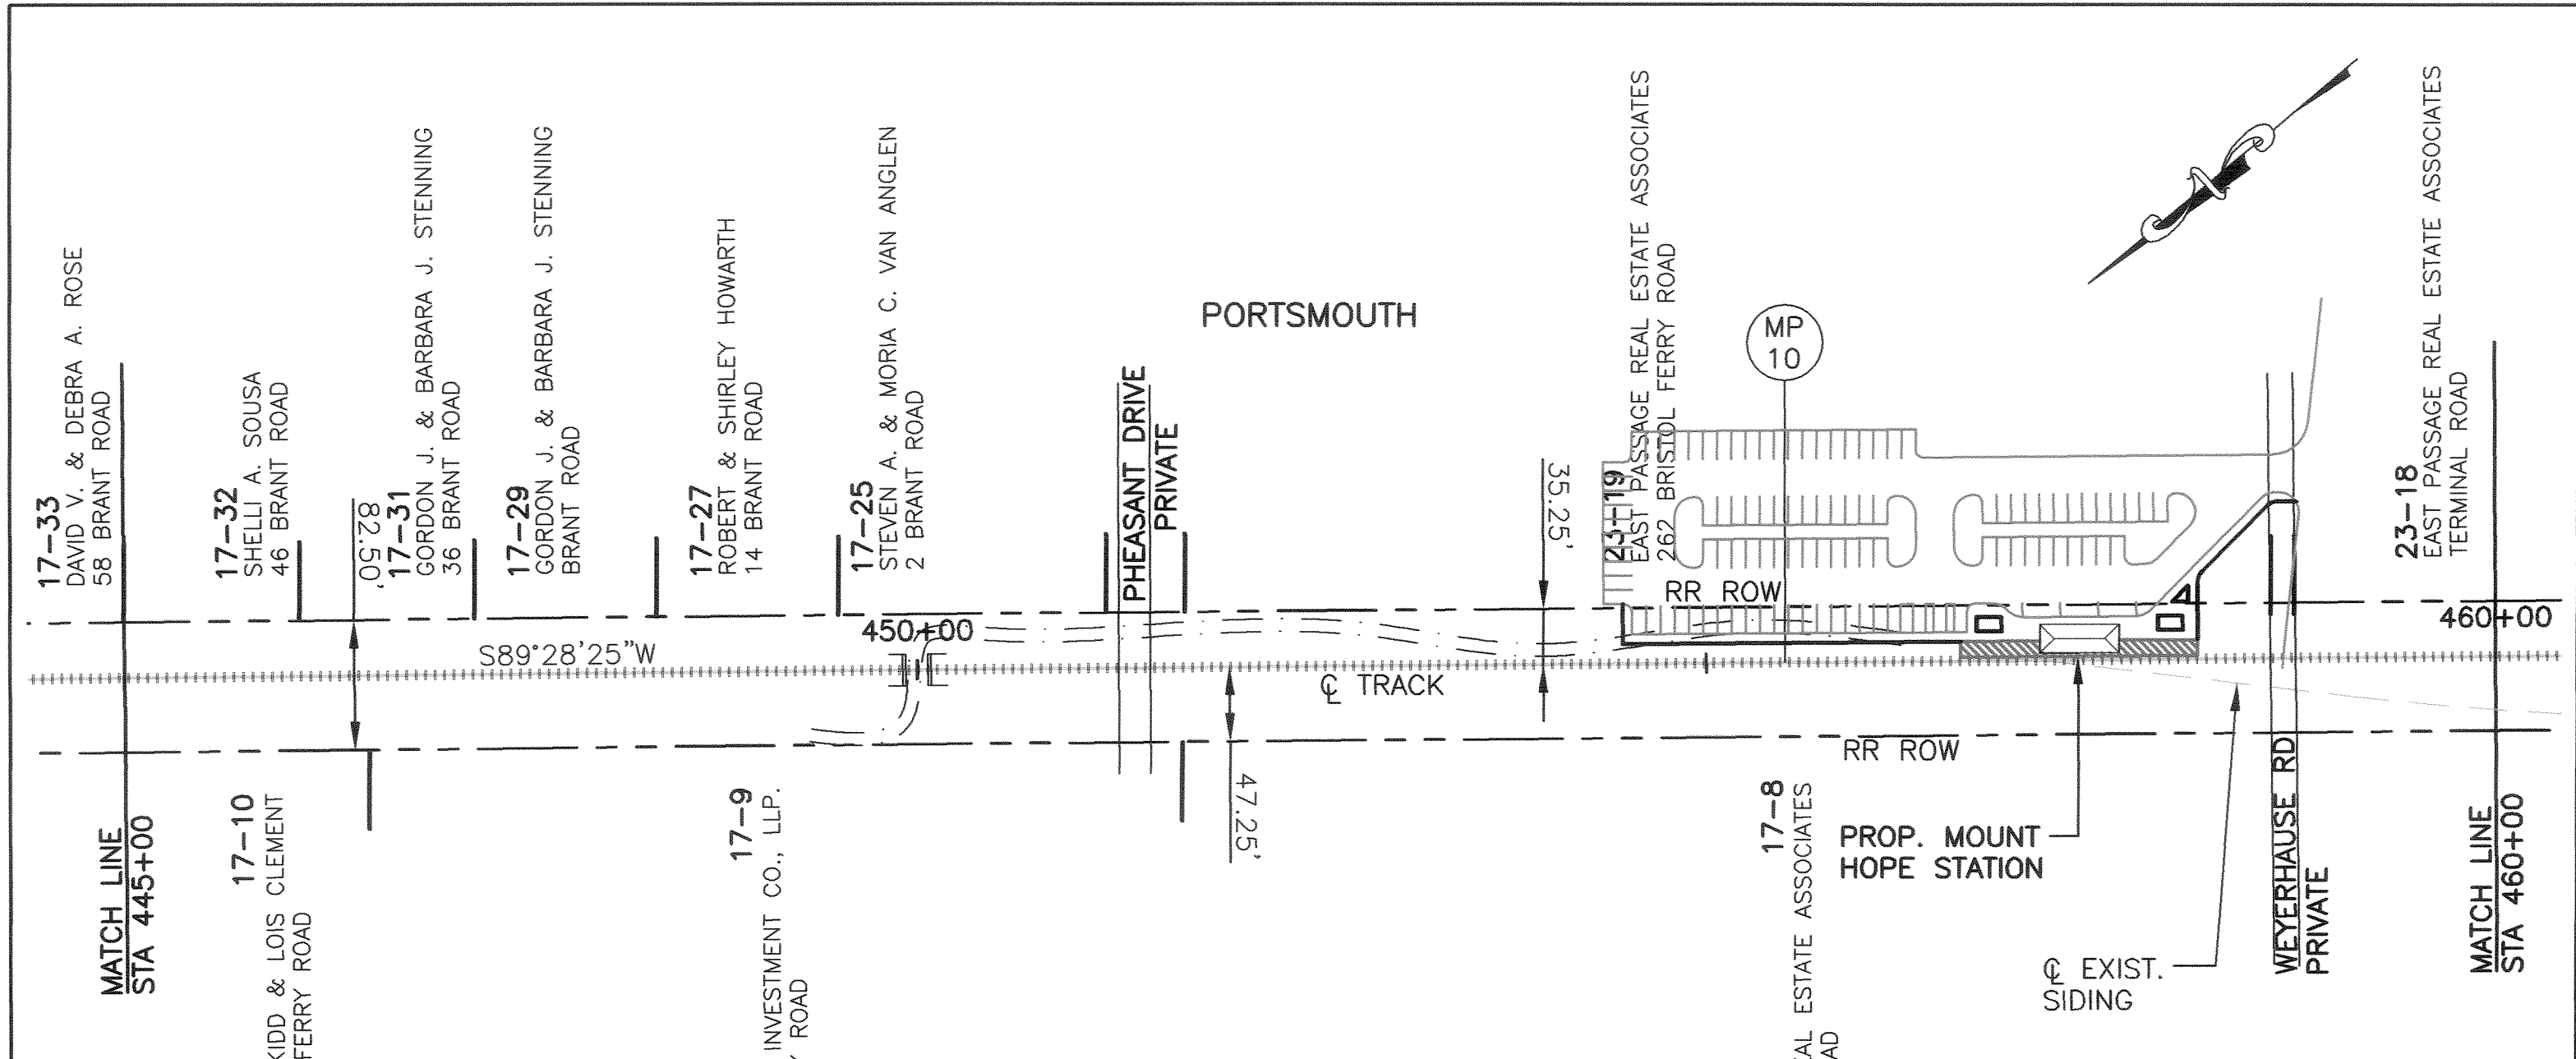 17-33
DAVID V. & DEBRA A. ROSE
58 BRANT ROAD
17-32
SHELLI A. SOUSA
46 BRANT ROAD
82.50'
17-31
GORDON J. & BARBARA J. STENNING
36 BRANT ROAD
17-29
GORDON J. & BARBARA J. STENNING
BRANT ROAD
17-27
ROBERT & SHIRLEY HOWARTH
14 BRANT ROAD
17-25
STEVEN A. & MORIA C. VAN ANGLEN
2 BRANT ROAD
PORTSMOUTH
PHEASANT DRIVE
PRIVATE
35.25'
23-19
EAST PASSAGE REAL ESTATE ASSOCIATES
262 BRISTOL FERRY ROAD
MP
10
N
23-18
EAST PASSAGE REAL ESTATE ASSOCIATES
TERMINAL ROAD
RR ROW
450+00
460+00
S89°28'25"W
℄ TRACK
RR ROW
MATCH LINE
STA 445+00
17-10
KIDD & LOIS CLEMENT
FERRY ROAD
17-9
INVESTMENT CO., LLP.
ROAD
47.25'
17-8
ESTATE ASSOCIATES
PROP. MOUNT
HOPE STATION
℄ EXIST.
SIDING
WEYERHAUSE RD
PRIVATE
MATCH LINE
STA 460+00